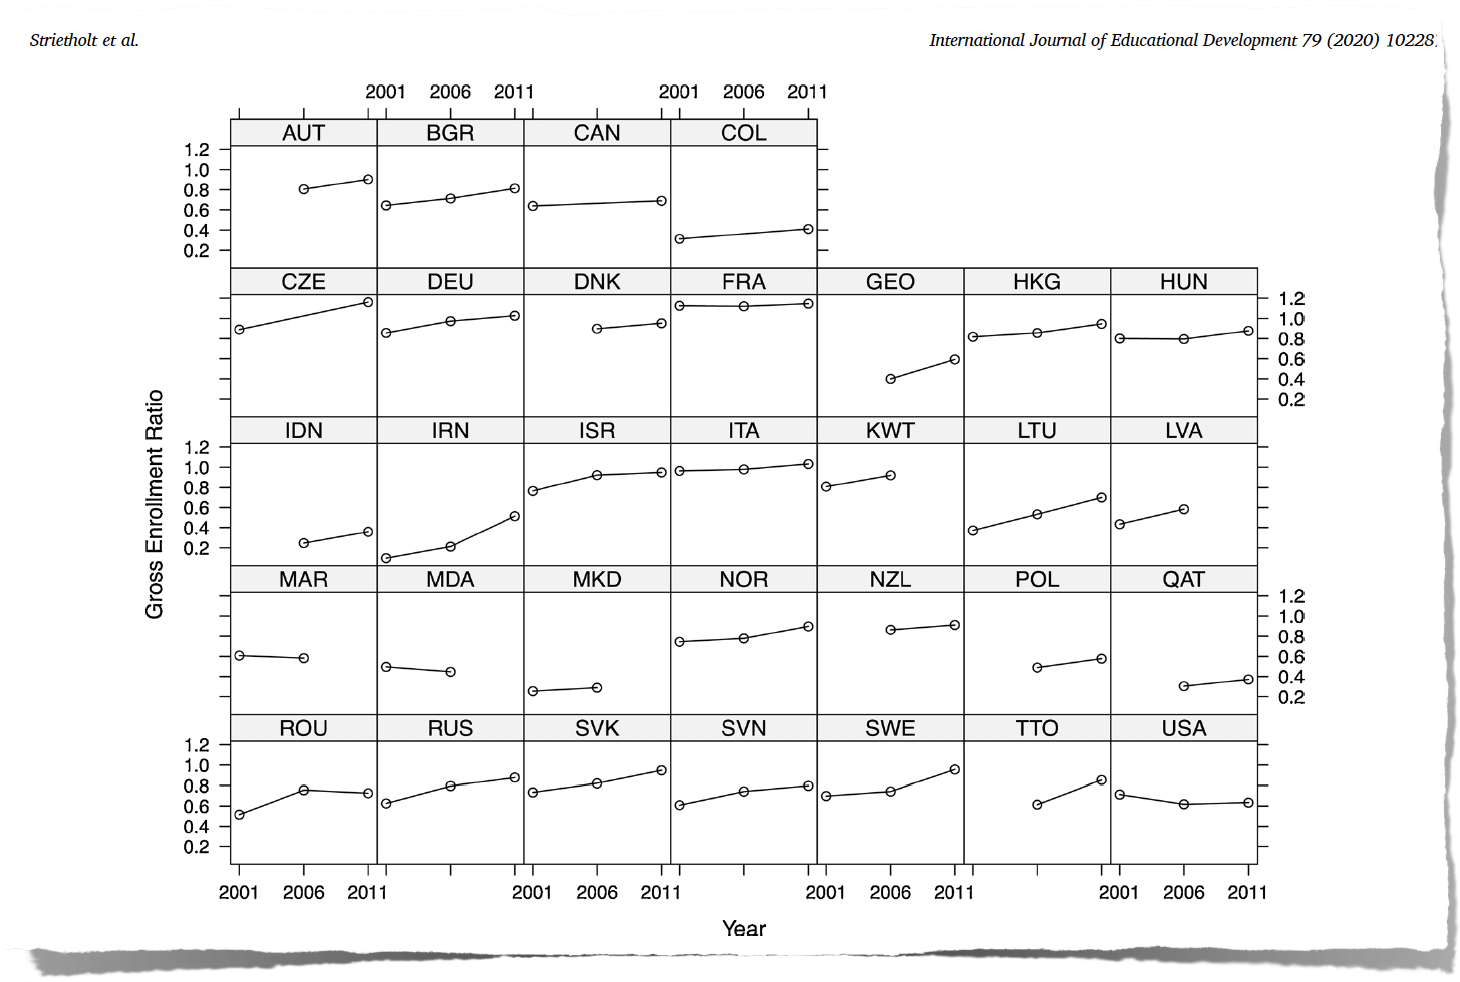 Strietholt et al.
International Journal of Educational Development 79 (2020) 10228
2001 2006 2011 2001 2006 2011
AUT BGR CAN COL
1.2
1.0
0.8
0.6
0.4
0.2
CZE DEU DNK FRA GEO HKG HUN
1.2
1.0
0.8
0.6
0.4
0.2
IDN IRN ISR ITA KWT LTU LVA
1.2
1.0
0.8
0.6
0.4
0.2
Gross Enrollment Ratio
MAR MDA MKD NOR NZL POL QAT
1.2
1.0
0.8
0.6
0.4
0.2
ROU RUS SVK SVN SWE TTO USA
1.2
1.0
0.8
0.6
0.4
0.2
2001 2006 2011 2001 2006 2011 2001 2006 2011 2001 2006 2011
Year